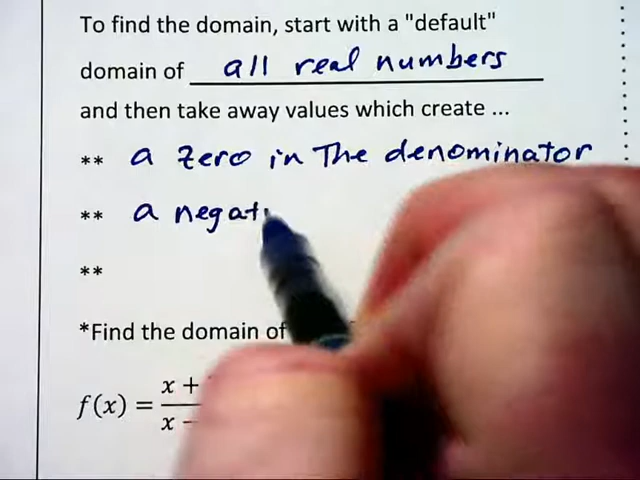 To find the domain, start with a "default"
domain of all real numbers
and then take away values which create ...
** a zero in The denominator
** a negat
**
*Find the domain of
f(x) = x + / x −